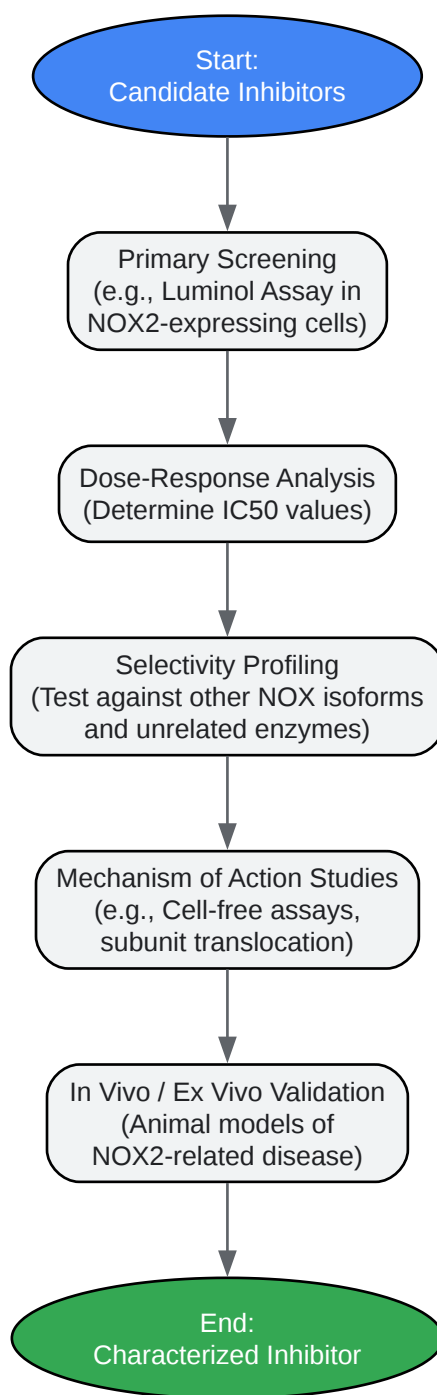 Start:
Candidate Inhibitors
Primary Screening
(e.g., Luminol Assay in
NOX2-expressing cells)
Dose-Response Analysis
(Determine IC50 values)
Selectivity Profiling
(Test against other NOX isoforms
and unrelated enzymes)
Mechanism of Action Studies
(e.g., Cell-free assays,
subunit translocation)
In Vivo / Ex Vivo Validation
(Animal models of
NOX2-related disease)
End:
Characterized Inhibitor